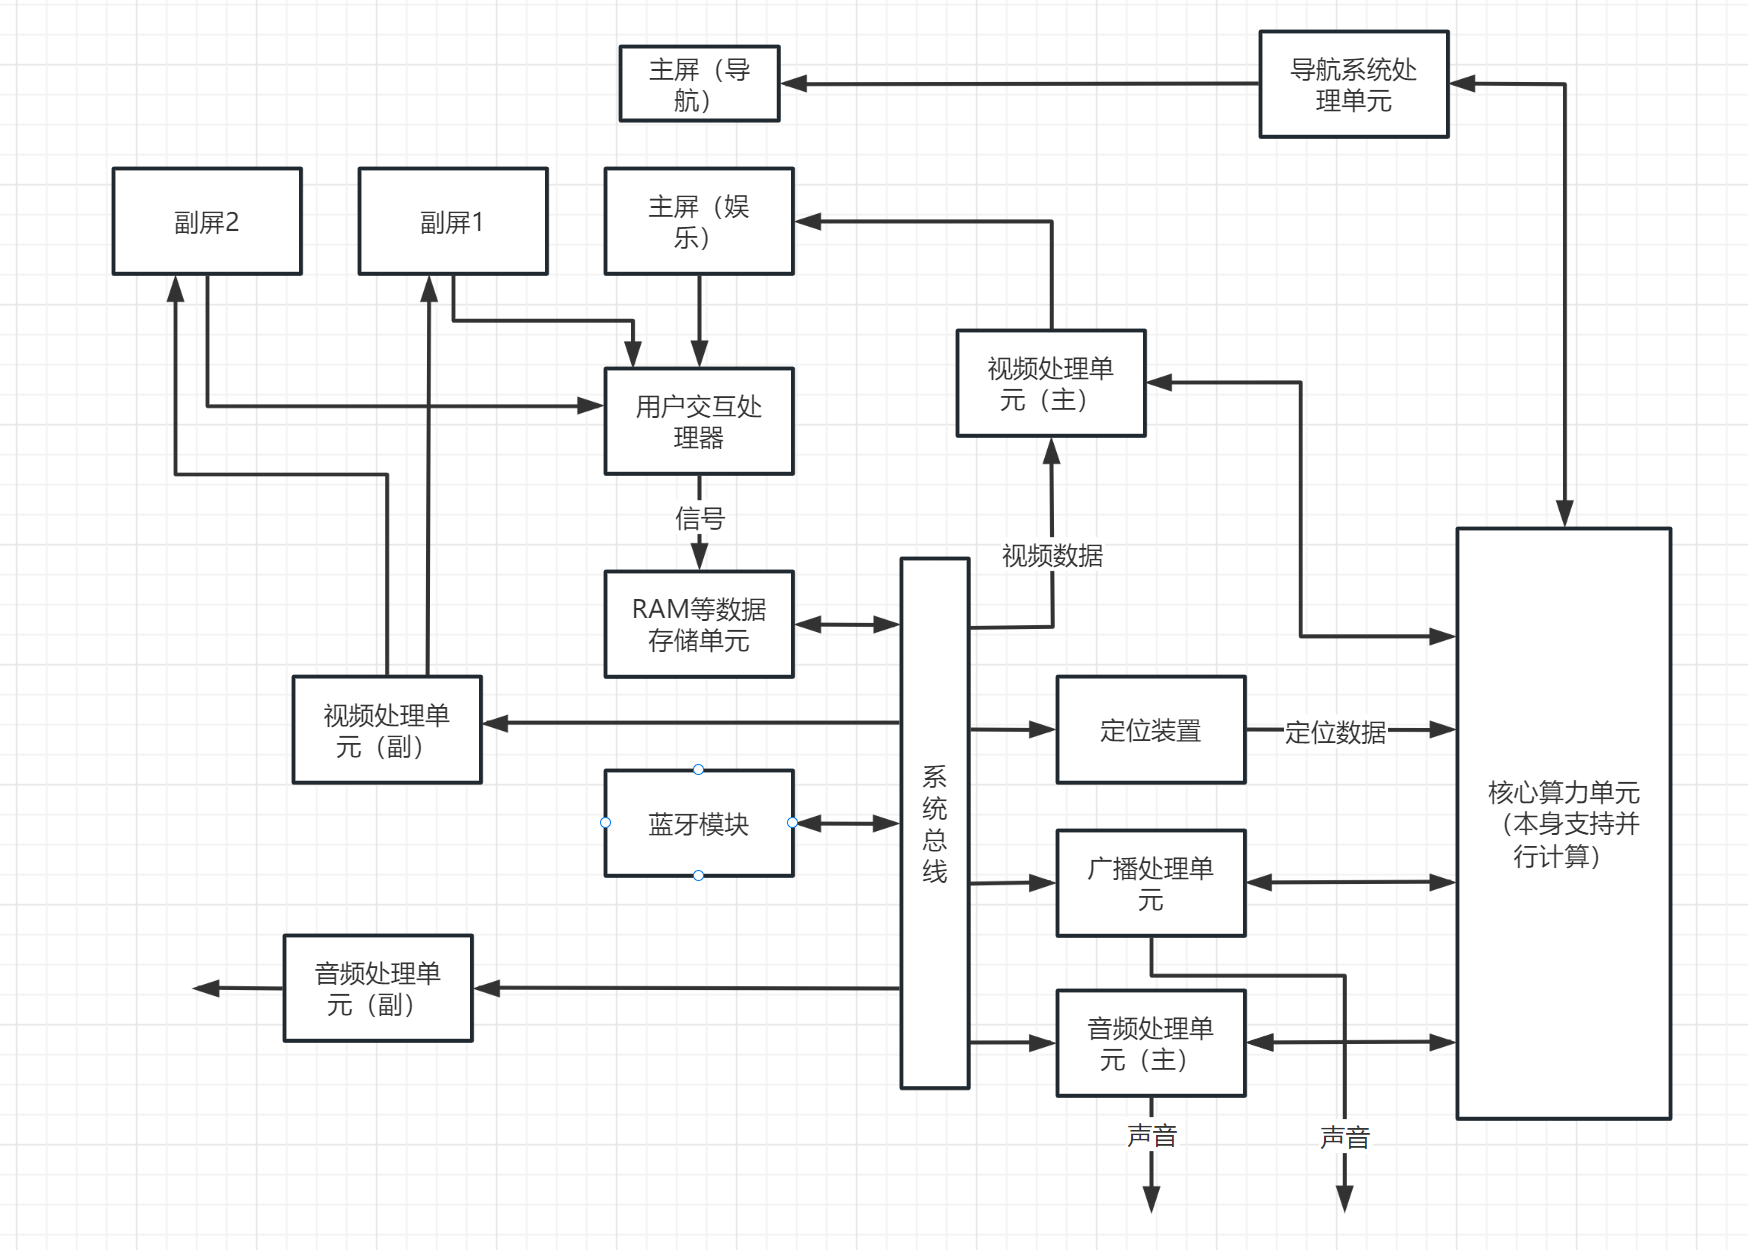 主屏（导
航）
导航系统处
理单元
副屏2
副屏1
主屏（娱
乐）
视频处理单
元（主）
用户交互处
理器
信号
视频数据
RAM等数据
存储单元
视频处理单
元（副）
定位装置
定位数据
系
统
总
线
蓝牙模块
核心算力单元
（本身支持并
行计算）
广播处理单
元
音频处理单
元（副）
音频处理单
元（主）
声音
声音